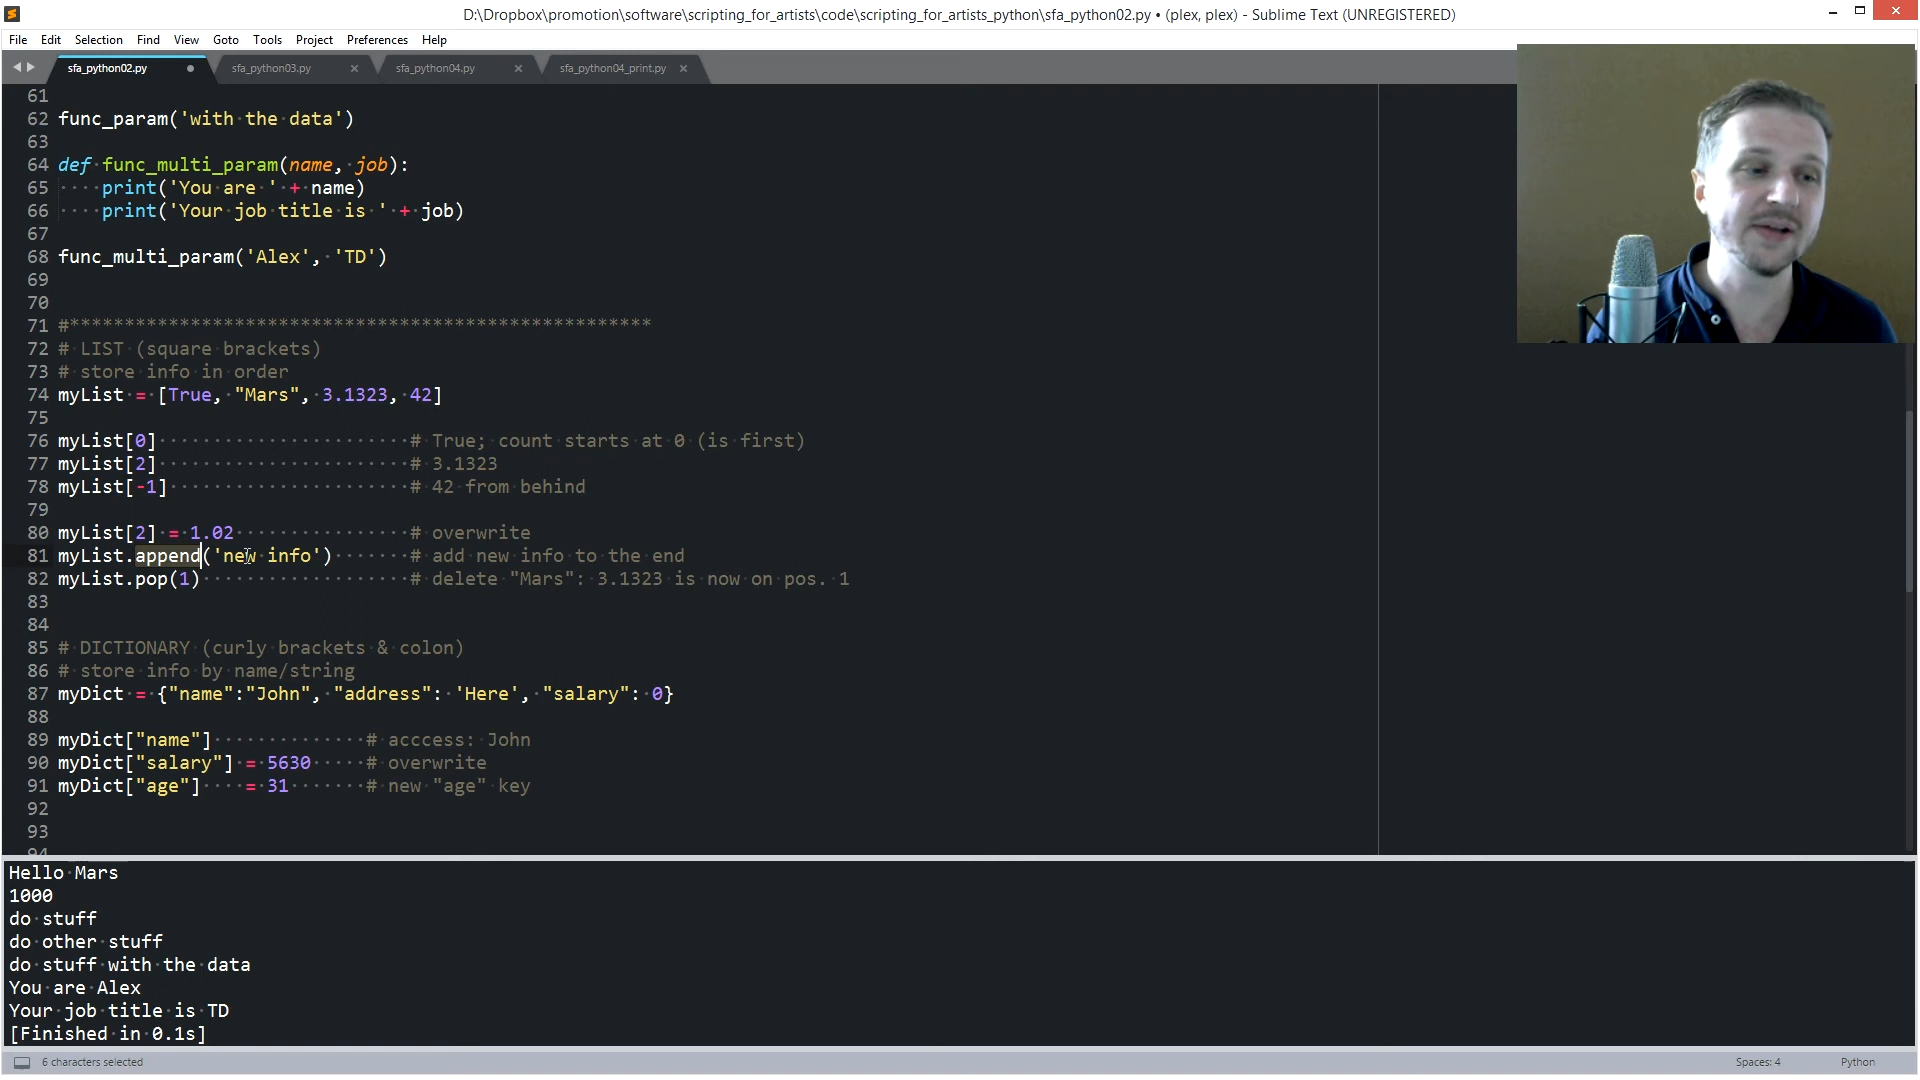 D:\Dropbox\promotion\software\scripting_for_artists\code\scripting_for_artists_python\sfa_python02.py • (plex, plex) - Sublime Text (UNREGISTERED)
File Edit Selection Find View Goto Tools Project Preferences Help
sfa_python02.py sfa_python03.py sfa_python04.py sfa_python04_print.py
61
62 func_param('with the data')
63
64 def func_multi_param(name, job):
65 print('You are ' + name)
66 print('Your job title is ' + job)
67
68 func_multi_param('Alex', 'TD')
69
70
71 #*****************************************************
72 # LIST (square brackets)
73 # store info in order
74 myList = [True, "Mars", 3.1323, 42]
75
76 myList[0] # True; count starts at 0 (is first)
77 myList[2] # 3.1323
78 myList[-1] # 42 from behind
79
80 myList[2] = 1.02 # overwrite
81 myList.append('new info') # add new info to the end
82 myList.pop(1) # delete "Mars": 3.1323 is now on pos. 1
83
84
85 # DICTIONARY (curly brackets & colon)
86 # store info by name/string
87 myDict = {"name":"John", "address": 'Here', "salary": 0}
88
89 myDict["name"] # acccess: John
90 myDict["salary"] = 5630 # overwrite
91 myDict["age"] = 31 # new "age" key
92
93
94
Hello Mars
1000
do stuff
do other stuff
do stuff with the data
You are Alex
Your job title is TD
[Finished in 0.1s]
6 characters selected Spaces: 4 Python